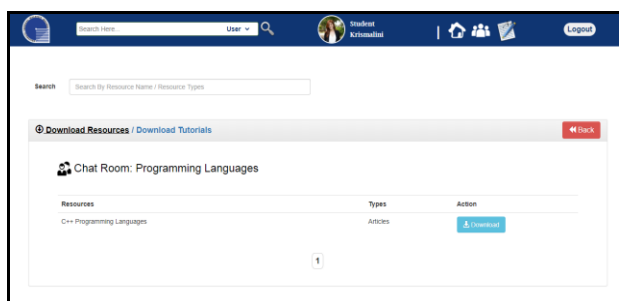 Search Here... User Student Krismalini | Logout
Search Search By Resource Name / Resource Types
Download Resources / Download Tutorials Back
Chat Room: Programming Languages
Resources Types Action
C++ Programming Languages Articles Download
1